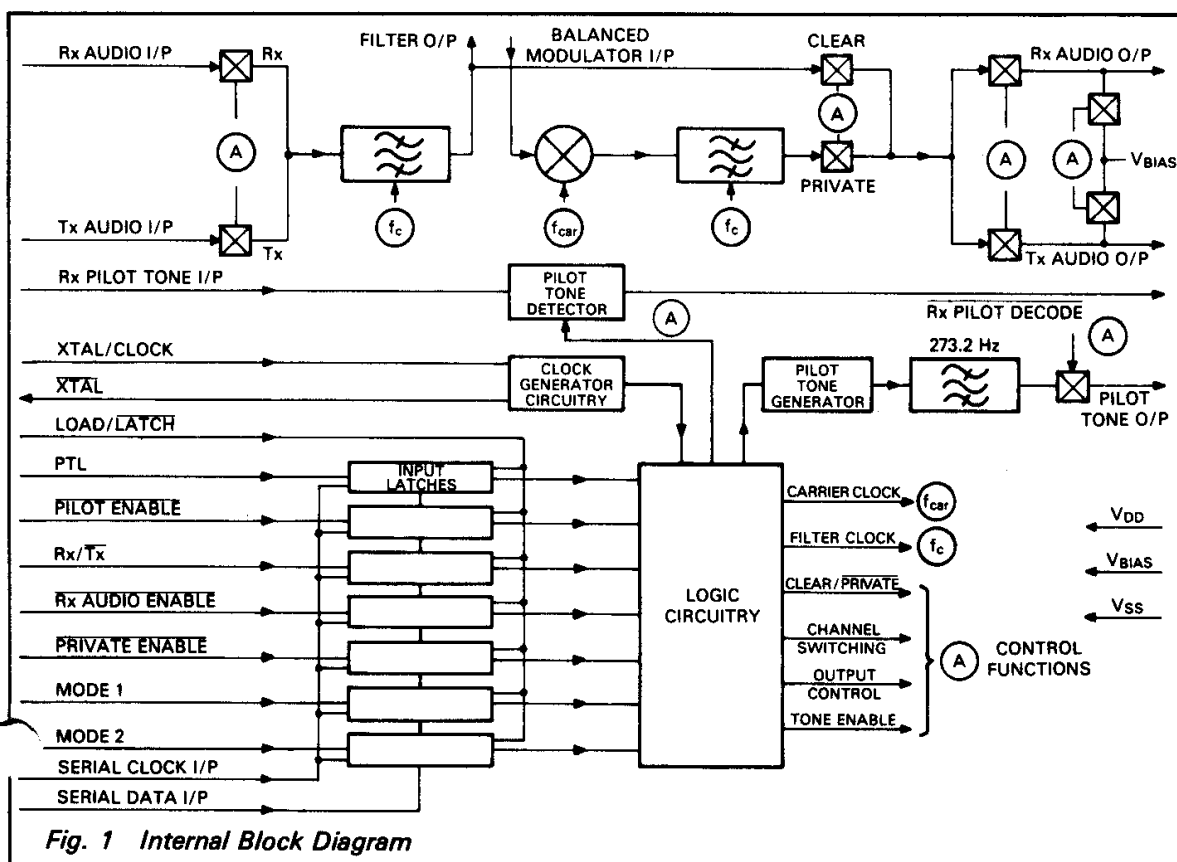 Rx AUDIO I/P
Rx
FILTER O/P
BALANCED
MODULATOR I/P
CLEAR
Rx AUDIO O/P
A
A
A
A
VBIAS
PRIVATE
fc
fcar
fc
Tx AUDIO I/P
Tx
Tx AUDIO O/P
Rx PILOT TONE I/P
PILOT
TONE
DETECTOR
A
Rx PILOT DECODE
A
XTAL/CLOCK
XTAL
CLOCK
GENERATOR
CIRCUITRY
PILOT
TONE
GENERATOR
273.2 Hz
PILOT
TONE O/P
LOAD/LATCH
PTL
INPUT
LATCHES
PILOT ENABLE
Rx/Tx
Rx AUDIO ENABLE
PRIVATE ENABLE
MODE 1
MODE 2
SERIAL CLOCK I/P
SERIAL DATA I/P
LOGIC
CIRCUITRY
CARRIER CLOCK
fcar
FILTER CLOCK
fc
CLEAR/PRIVATE
CHANNEL
SWITCHING
OUTPUT
CONTROL
TONE ENABLE
A
CONTROL
FUNCTIONS
VDD
VBIAS
VSS
Fig. 1 Internal Block Diagram